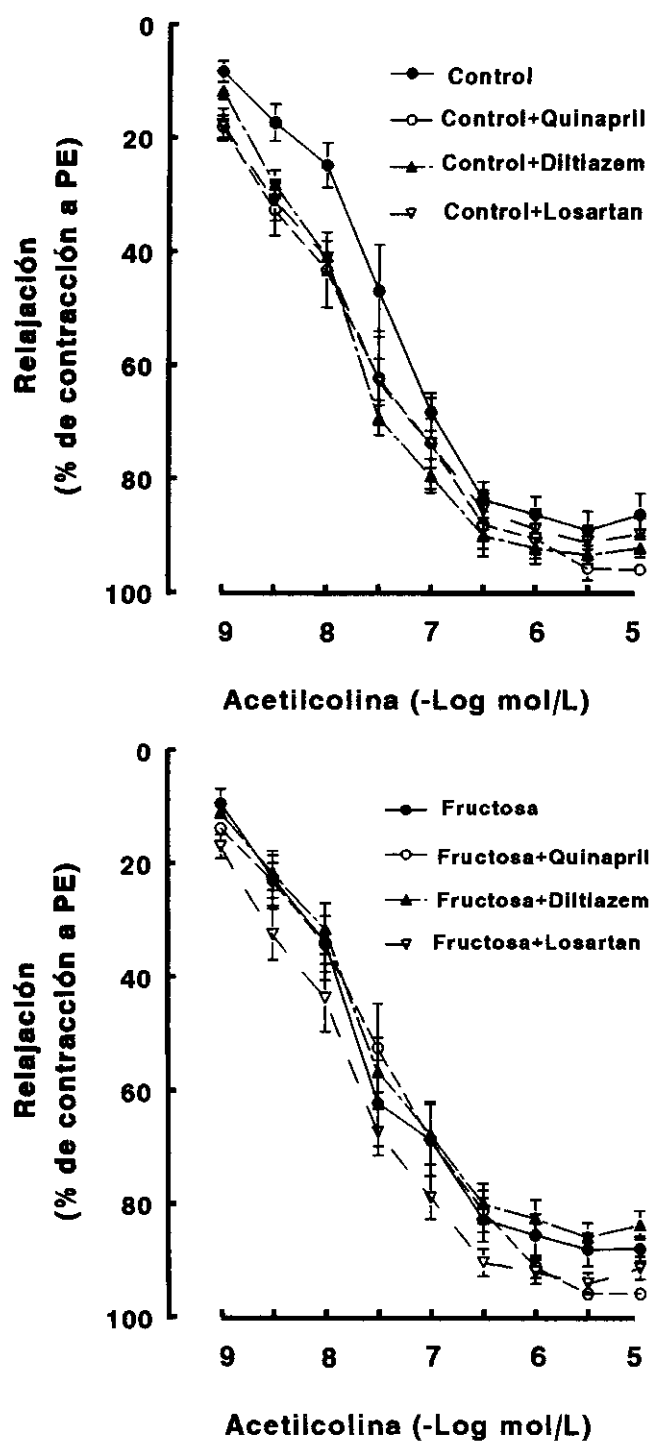 0
20
40
60
80
100
Relajación
(% de contracción a PE)
Control
Control+Quinapril
Control+Diltiazem
Control+Losartan
9 8 7 6 5
Acetilcolina (-Log mol/L)
0
20
40
60
80
100
Relajación
(% de contracción a PE)
Fructosa
Fructosa+Quinapril
Fructosa+Diltiazem
Fructosa+Losartan
9 8 7 6 5
Acetilcolina (-Log mol/L)